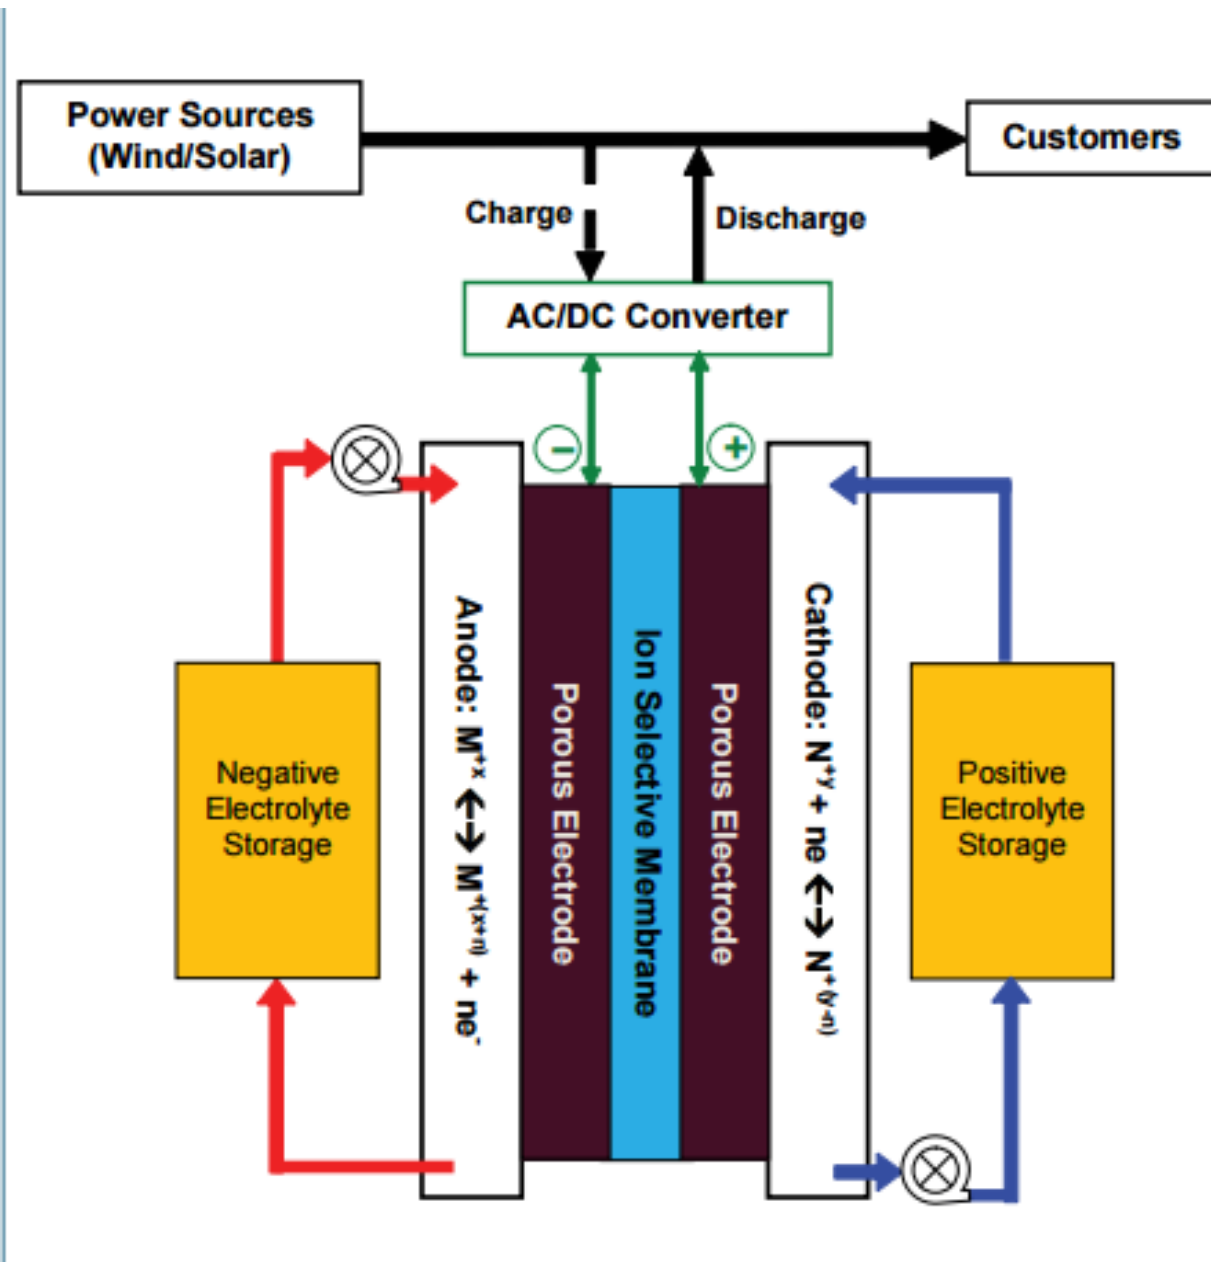 Power Sources
(Wind/Solar)
Customers
Charge
Discharge
AC/DC Converter
−
+
Negative
Electrolyte
Storage
Anode: M⁺ˣ ↔ M⁺⁽ˣ⁺ⁿ⁾ + ne⁻
Porous Electrode
Ion Selective Membrane
Porous Electrode
Cathode: N⁺ʸ + ne ↔ N⁺⁽ʸ⁻ⁿ⁾
Positive
Electrolyte
Storage